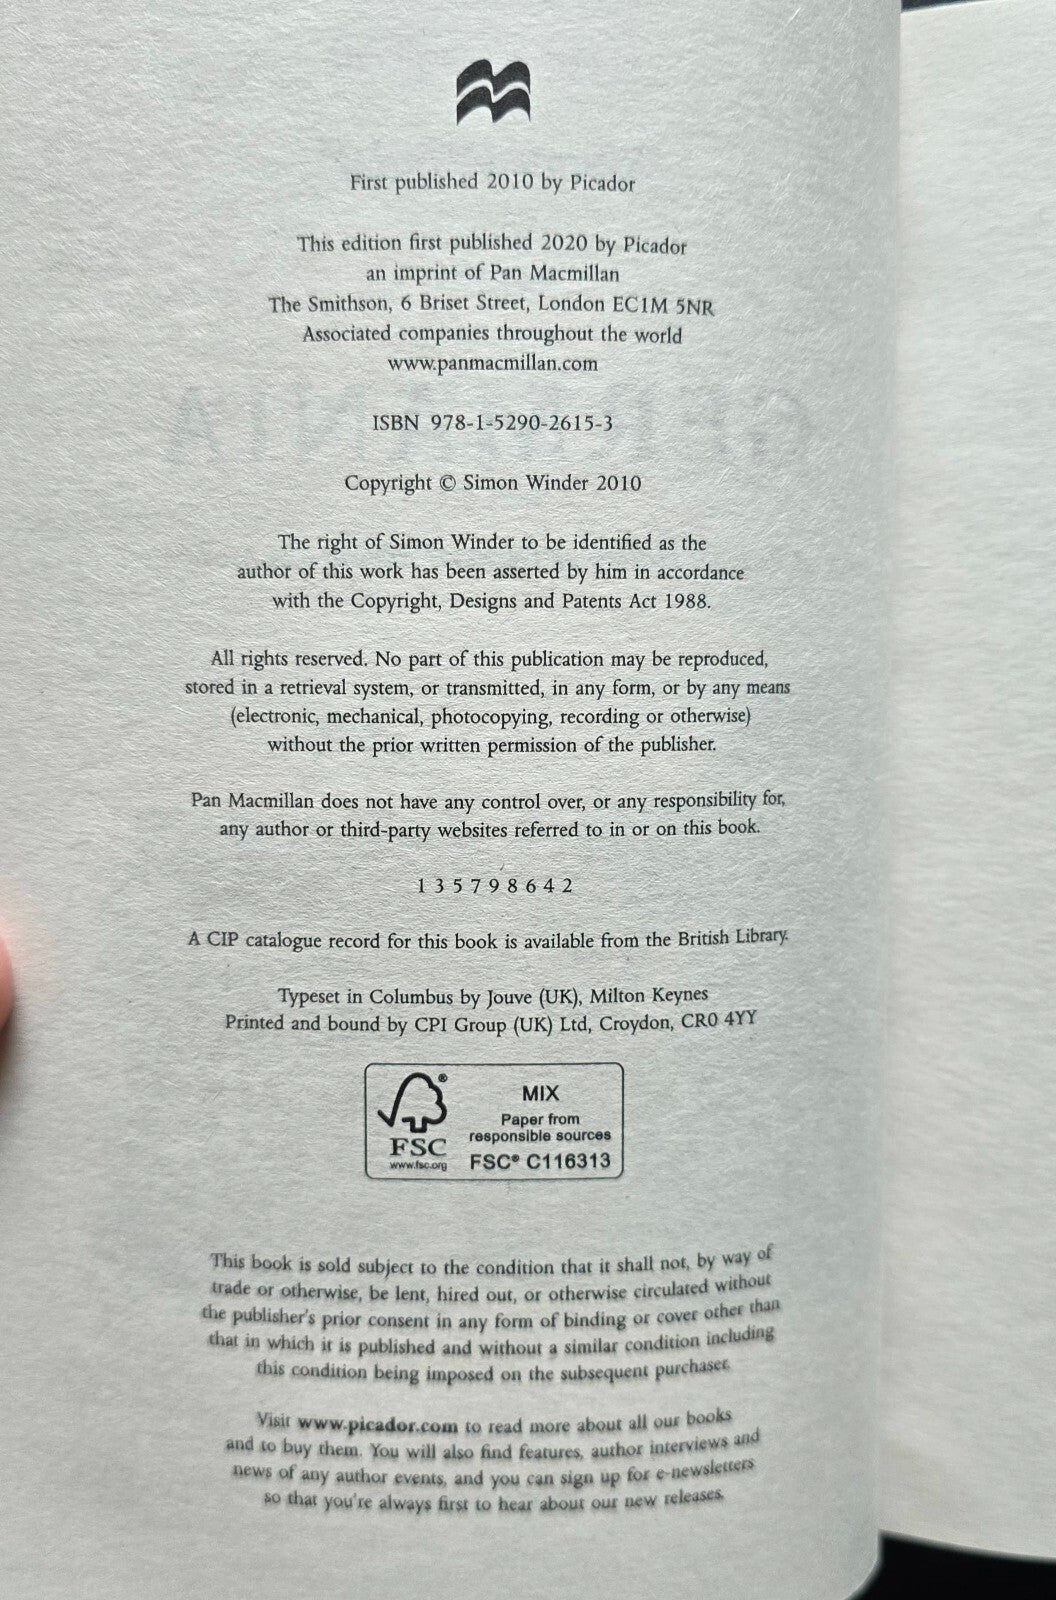 First published 2010 by Picador
This edition first published 2020 by Picador
an imprint of Pan Macmillan
The Smithson, 6 Briset Street, London EC1M 5NR
Associated companies throughout the world
www.panmacmillan.com
ISBN 978-1-5290-2615-3
Copyright © Simon Winder 2010
The right of Simon Winder to be identified as the
author of this work has been asserted by him in accordance
with the Copyright, Designs and Patents Act 1988.
All rights reserved. No part of this publication may be reproduced,
stored in a retrieval system, or transmitted, in any form, or by any means
(electronic, mechanical, photocopying, recording or otherwise)
without the prior written permission of the publisher.
Pan Macmillan does not have any control over, or any responsibility for,
any author or third-party websites referred to in or on this book.
1 3 5 7 9 8 6 4 2
A CIP catalogue record for this book is available from the British Library.
Typeset in Columbus by Jouve (UK), Milton Keynes
Printed and bound by CPI Group (UK) Ltd, Croydon, CR0 4YY
FSC®
www.fsc.org
MIX
Paper from
responsible sources
FSC® C116313
This book is sold subject to the condition that it shall not, by way of
trade or otherwise, be lent, hired out, or otherwise circulated without
the publisher's prior consent in any form of binding or cover other than
that in which it is published and without a similar condition including
this condition being imposed on the subsequent purchaser.
Visit www.picador.com to read more about all our books
and to buy them. You will also find features, author interviews and
news of any author events, and you can sign up for e-newsletters
so that you're always first to hear about our new releases.